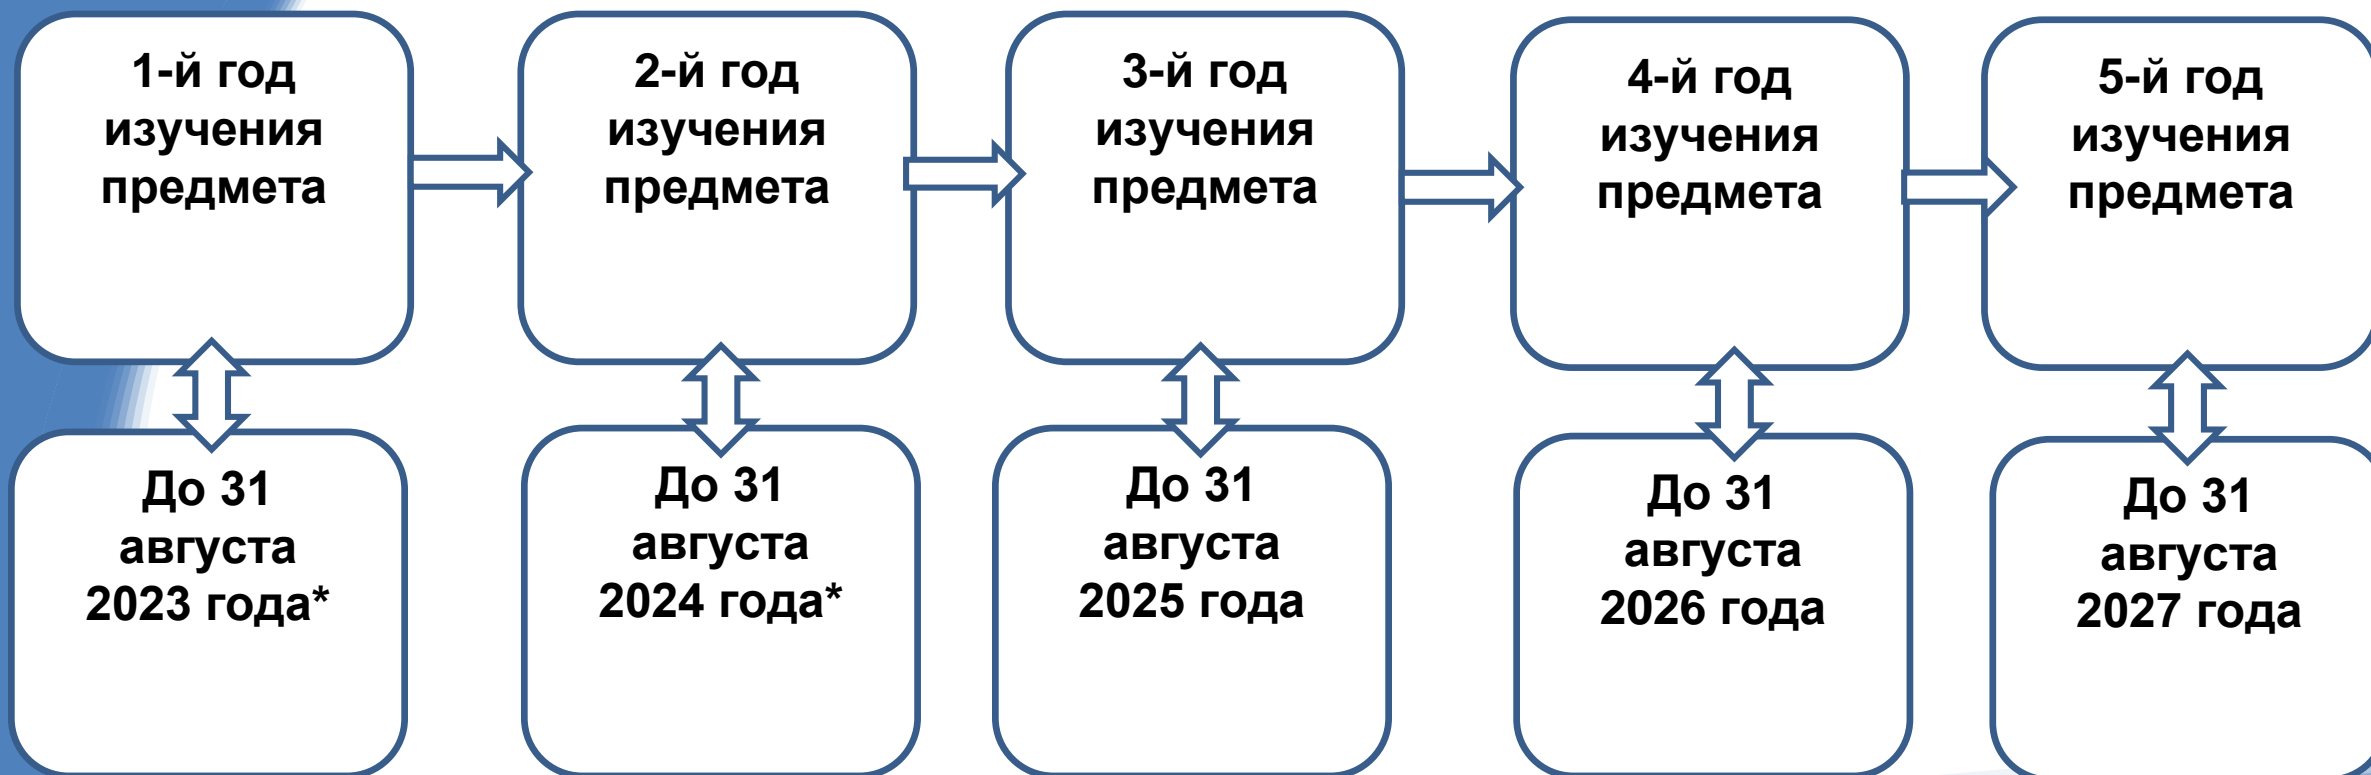 1-й год
изучения
предмета
2-й год
изучения
предмета
3-й год
изучения
предмета
4-й год
изучения
предмета
5-й год
изучения
предмета
До 31
августа
2023 года*
До 31
августа
2024 года*
До 31
августа
2025 года
До 31
августа
2026 года
До 31
августа
2027 года